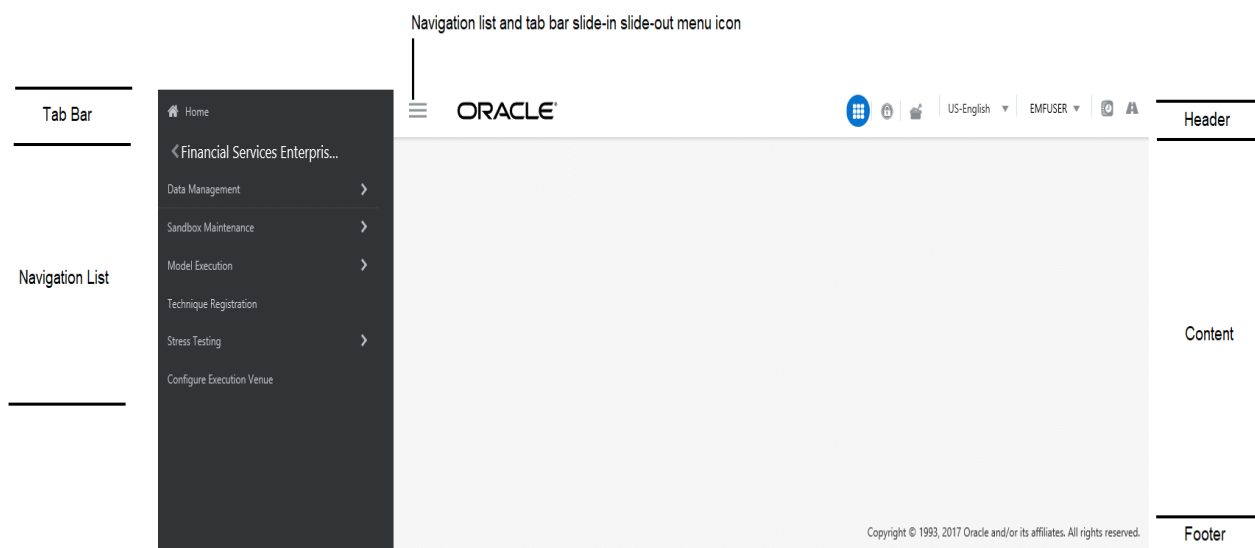 Navigation list and tab bar slide-in slide-out menu icon
Tab Bar
Home
ORACLE
US-English
EMFUSER
Header
Financial Services Enterpris...
Data Management
Sandbox Maintenance
Model Execution
Navigation List
Technique Registration
Stress Testing
Content
Configure Execution Venue
Copyright © 1993, 2017 Oracle and/or its affiliates. All rights reserved.
Footer